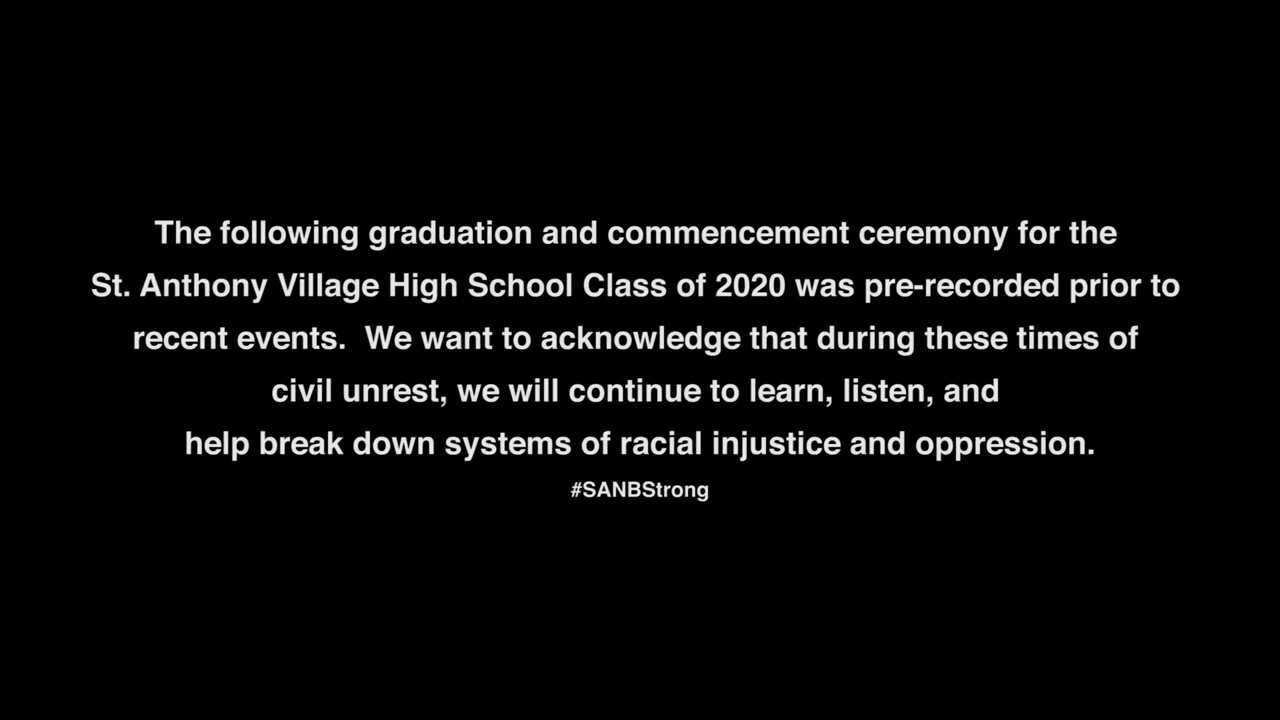 The following graduation and commencement ceremony for the
St. Anthony Village High School Class of 2020 was pre-recorded prior to
recent events.  We want to acknowledge that during these times of
civil unrest, we will continue to learn, listen, and
help break down systems of racial injustice and oppression.
#SANBStrong